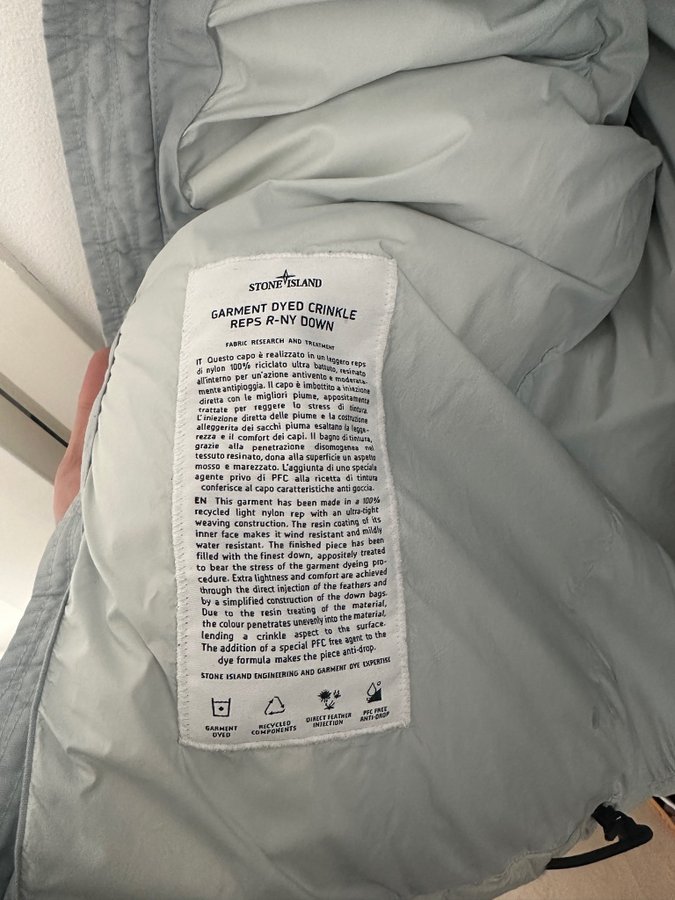 STONE ISLAND
GARMENT DYED CRINKLE
REPS R-NY DOWN
FABRIC RESEARCH AND TREATMENT
IT Questo capo è realizzato in un leggero reps
di nylon 100% riciclato ultra battuto, resinato
all'interno per un'azione antivento e moderata-
mente antipioggia. Il capo è imbottito a iniezione
diretta con le migliori piume, appositamente
trattate per reggere lo stress di tintura.
L'iniezione diretta delle piume e la costruzione
alleggerita dei sacchi piuma esaltano la legge-
rezza e il comfort dei capi. Il bagno di tintura,
grazie alla penetrazione disomogenea nel
tessuto resinato, dona alla superficie un aspetto
mosso e marezzato. L'aggiunta di uno speciale
agente privo di PFC alla ricetta di tintura
conferisce al capo caratteristiche anti goccia.
EN This garment has been made in a 100%
recycled light nylon rep with an ultra-tight
weaving construction. The resin coating of its
inner face makes it wind resistant and mildly
water resistant. The finished piece has been
filled with the finest down, appositely treated
to bear the stress of the garment dyeing pro-
cedure. Extra lightness and comfort are achieved
through the direct injection of the feathers and
by a simplified construction of the down bags.
Due to the resin treating of the material,
the colour penetrates unevenly into the material,
lending a crinkle aspect to the surface.
The addition of a special PFC free agent to the
dye formula makes the piece anti-drop.
STONE ISLAND ENGINEERING AND GARMENT DYE EXPERTISE
GARMENT DYED
RECYCLED COMPONENTS
DIRECT FEATHER INJECTION
PFC FREE ANTI-DROP